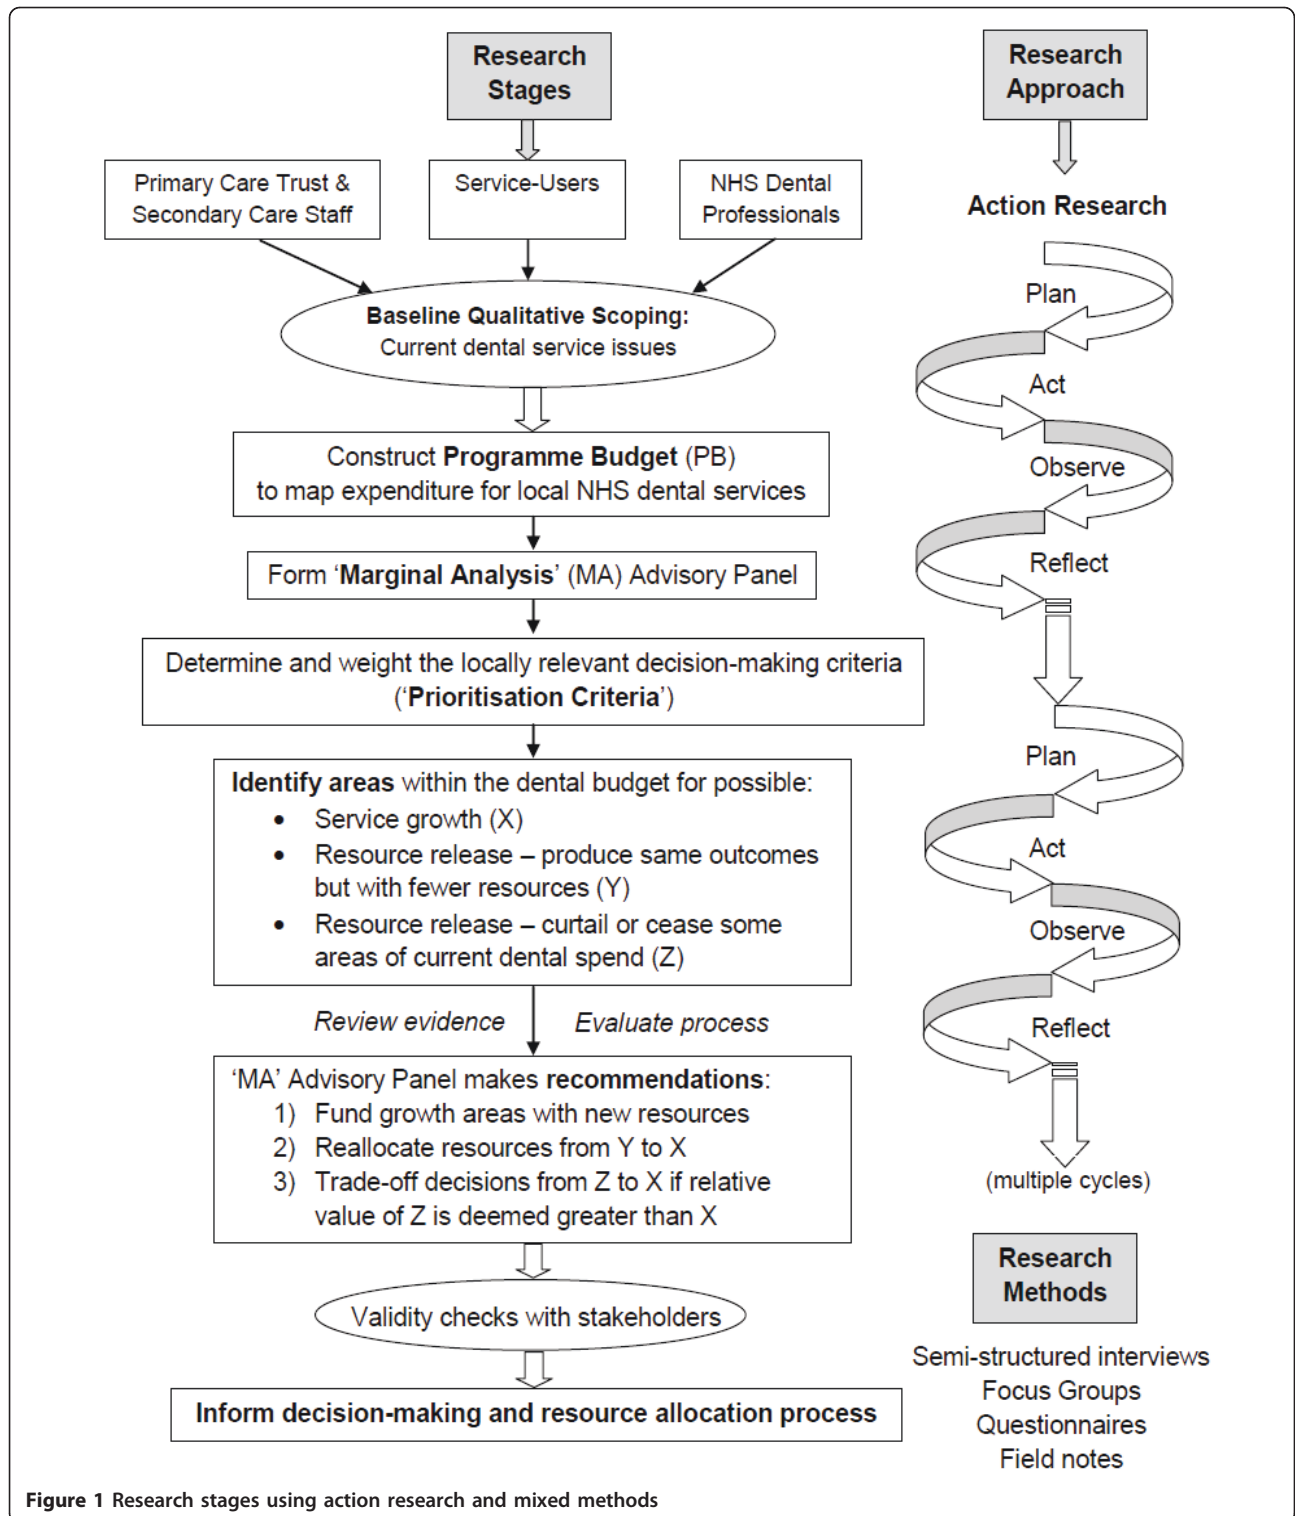 Research
Stages
Primary Care Trust &
Secondary Care Staff
Service-Users
NHS Dental
Professionals
Baseline Qualitative Scoping:
Current dental service issues
Construct Programme Budget (PB)
to map expenditure for local NHS dental services
Form ‘Marginal Analysis’ (MA) Advisory Panel
Determine and weight the locally relevant decision-making criteria
(‘Prioritisation Criteria’)
Identify areas within the dental budget for possible:
• Service growth (X)
• Resource release – produce same outcomes
but with fewer resources (Y)
• Resource release – curtail or cease some
areas of current dental spend (Z)
Review evidence
Evaluate process
‘MA’ Advisory Panel makes recommendations:
1) Fund growth areas with new resources
2) Reallocate resources from Y to X
3) Trade-off decisions from Z to X if relative
value of Z is deemed greater than X
Validity checks with stakeholders
Inform decision-making and resource allocation process
Research
Approach
Action Research
Plan
Act
Observe
Reflect
Plan
Act
Observe
Reflect
(multiple cycles)
Research
Methods
Semi-structured interviews
Focus Groups
Questionnaires
Field notes
Figure 1 Research stages using action research and mixed methods